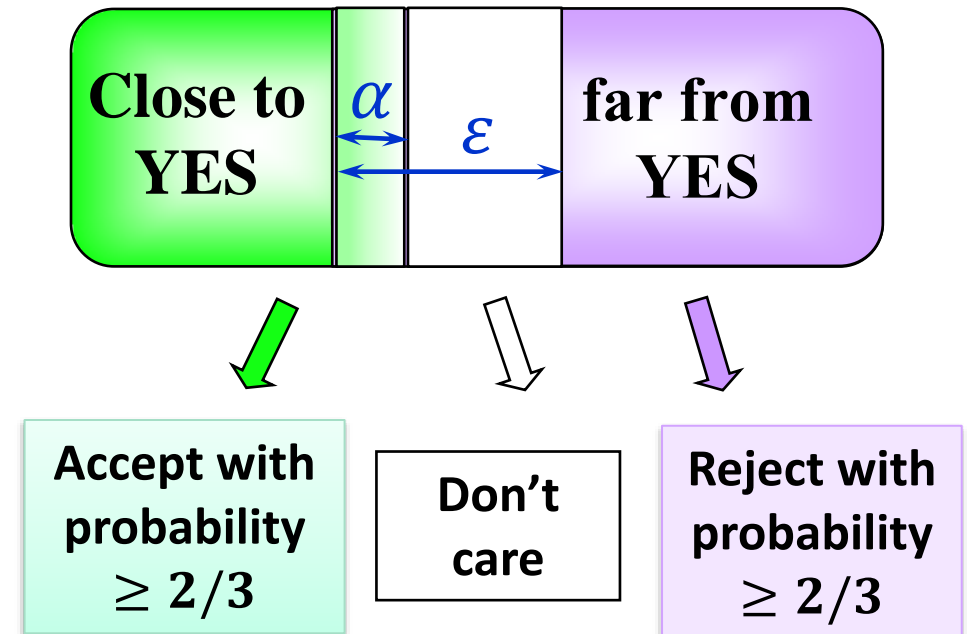 Close to
YES
α
ε
far from
YES
Accept with
probability
≥ 2/3
Don’t
care
Reject with
probability
≥ 2/3